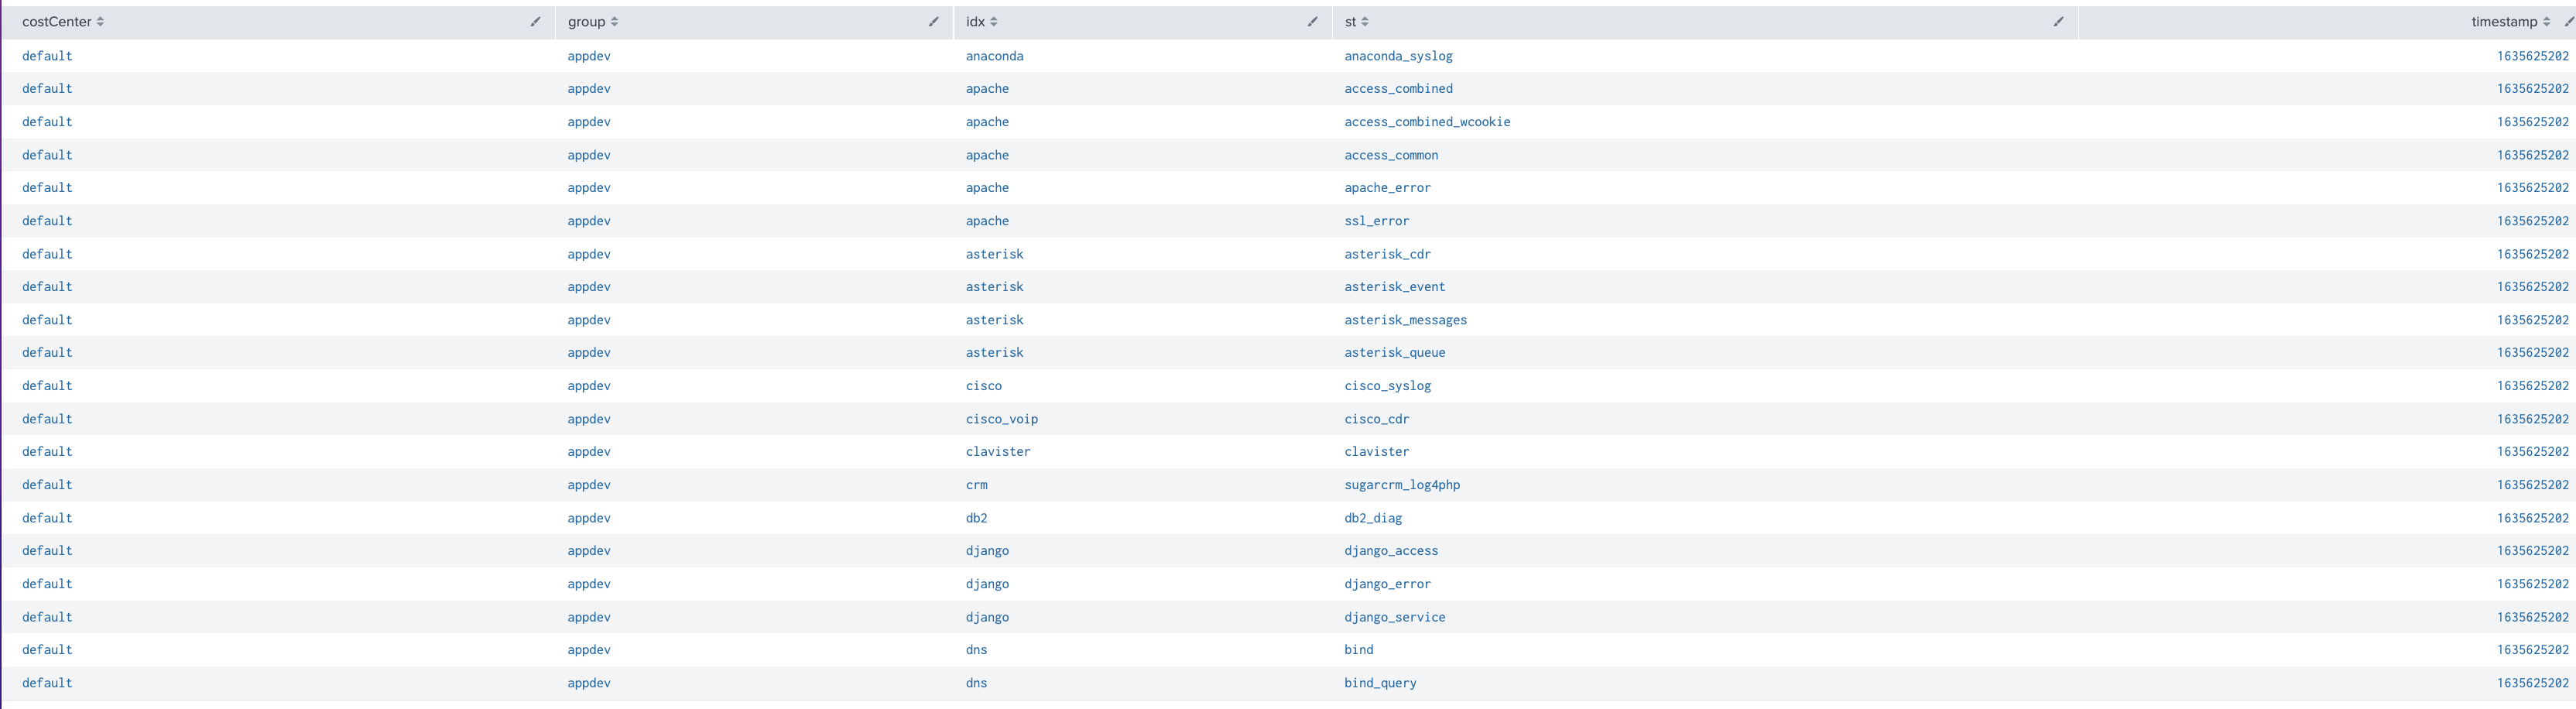 costCenter group idx st timestamp
default appdev anaconda anaconda_syslog 1635625202
default appdev apache access_combined 1635625202
default appdev apache access_combined_wcookie 1635625202
default appdev apache access_common 1635625202
default appdev apache apache_error 1635625202
default appdev apache ssl_error 1635625202
default appdev asterisk asterisk_cdr 1635625202
default appdev asterisk asterisk_event 1635625202
default appdev asterisk asterisk_messages 1635625202
default appdev asterisk asterisk_queue 1635625202
default appdev cisco cisco_syslog 1635625202
default appdev cisco_voip cisco_cdr 1635625202
default appdev clavister clavister 1635625202
default appdev crm sugarcrm_log4php 1635625202
default appdev db2 db2_diag 1635625202
default appdev django django_access 1635625202
default appdev django django_error 1635625202
default appdev django django_service 1635625202
default appdev dns bind 1635625202
default appdev dns bind_query 1635625202